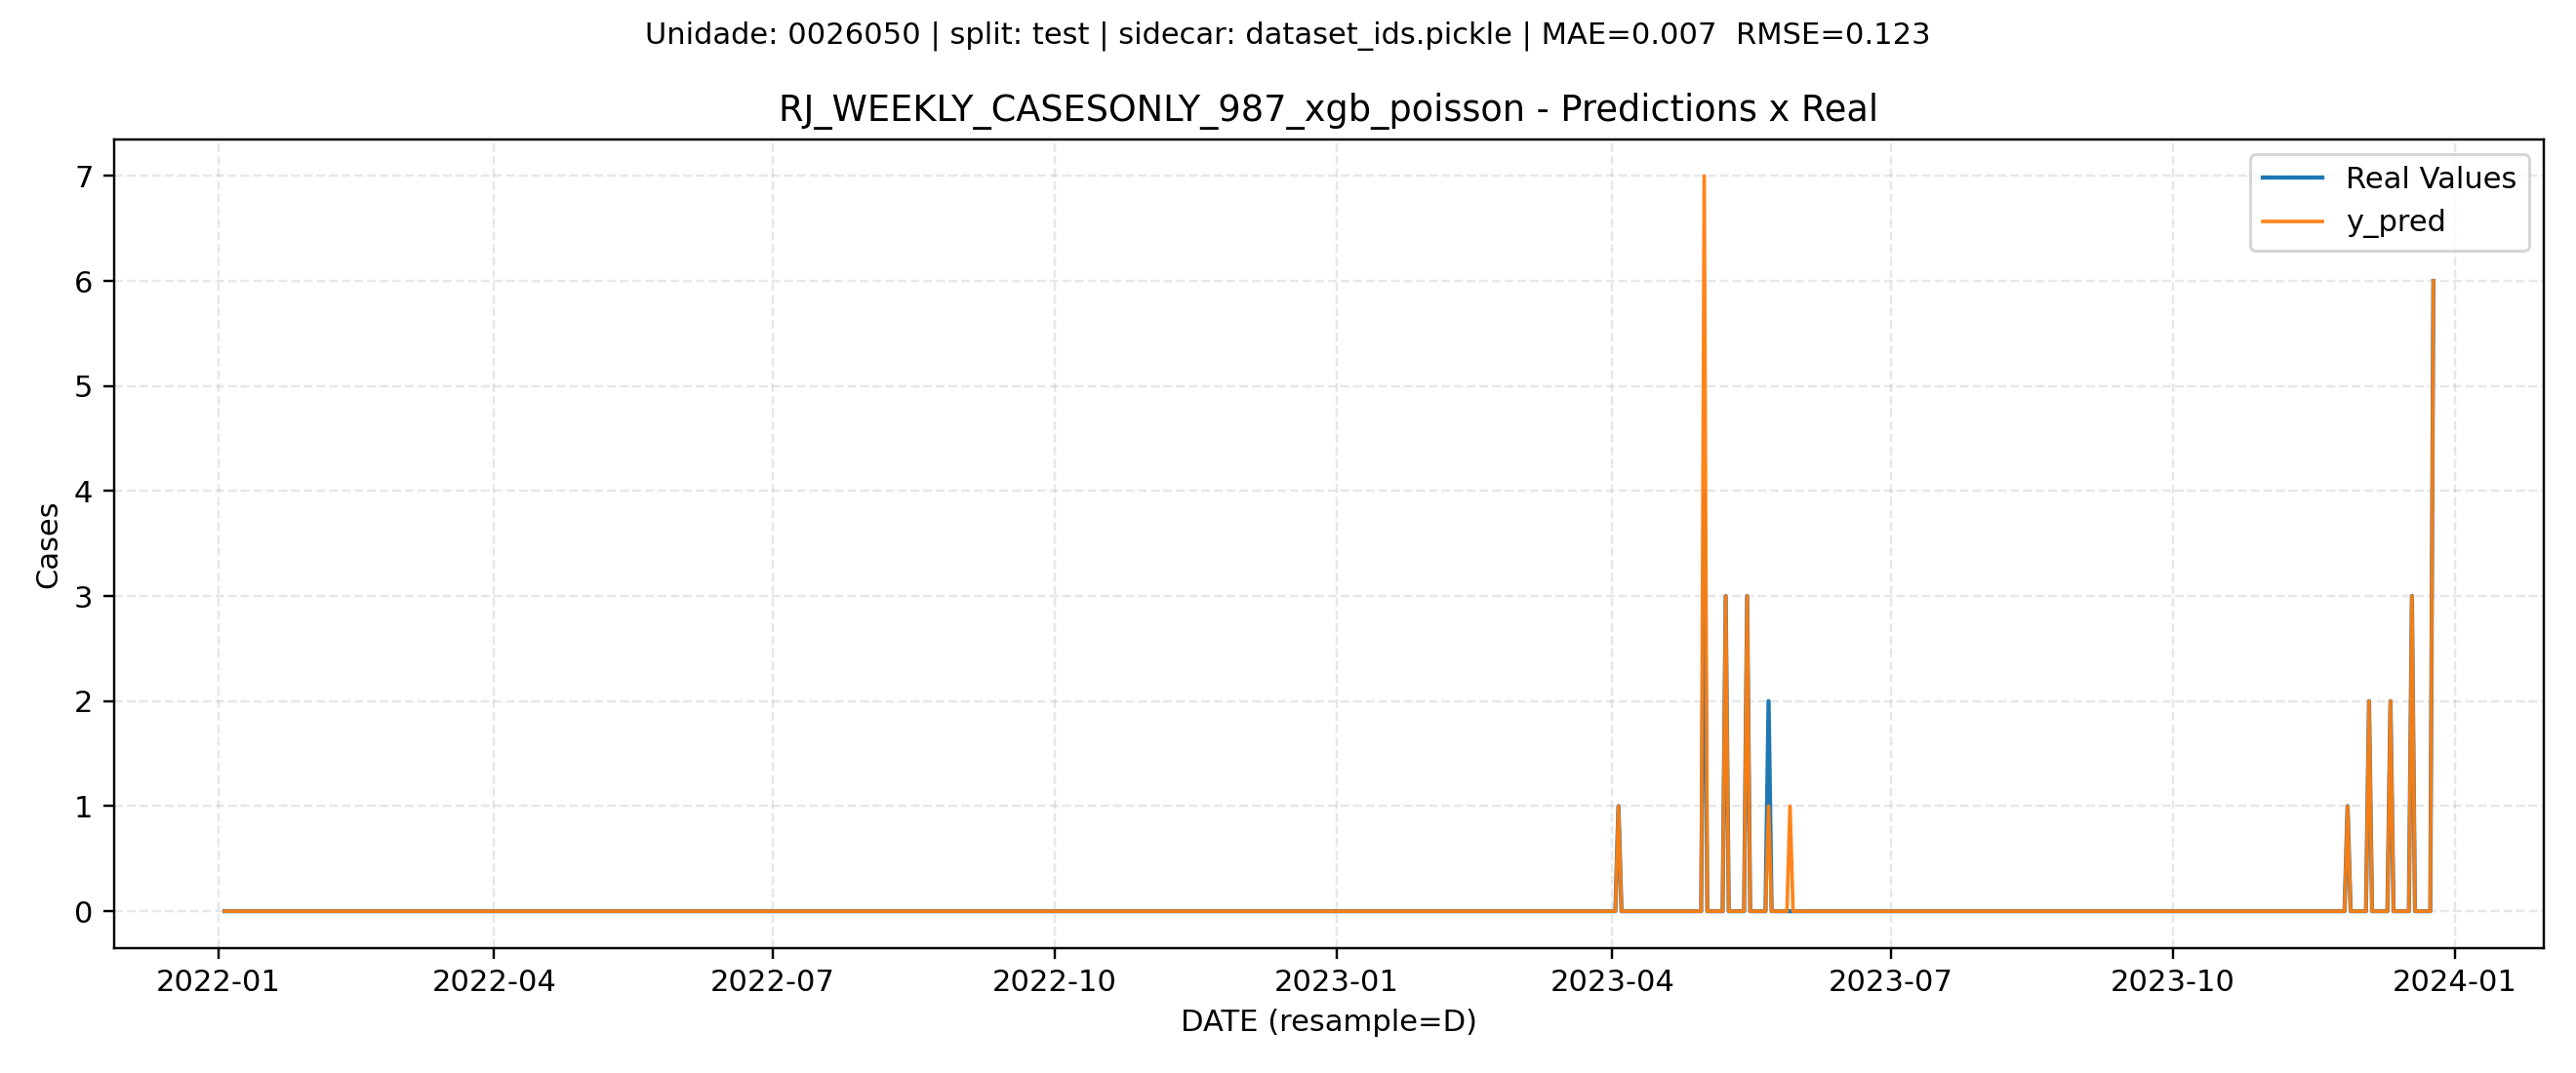 Unidade: 0026050 | split: test | sidecar: dataset_ids.pickle | MAE=0.007  RMSE=0.123
RJ_WEEKLY_CASESONLY_987_xgb_poisson - Predictions x Real
Real Values
y_pred
7
6
5
4
3
2
1
0
Cases
2022-01
2022-04
2022-07
2022-10
2023-01
2023-04
2023-07
2023-10
2024-01
DATE (resample=D)